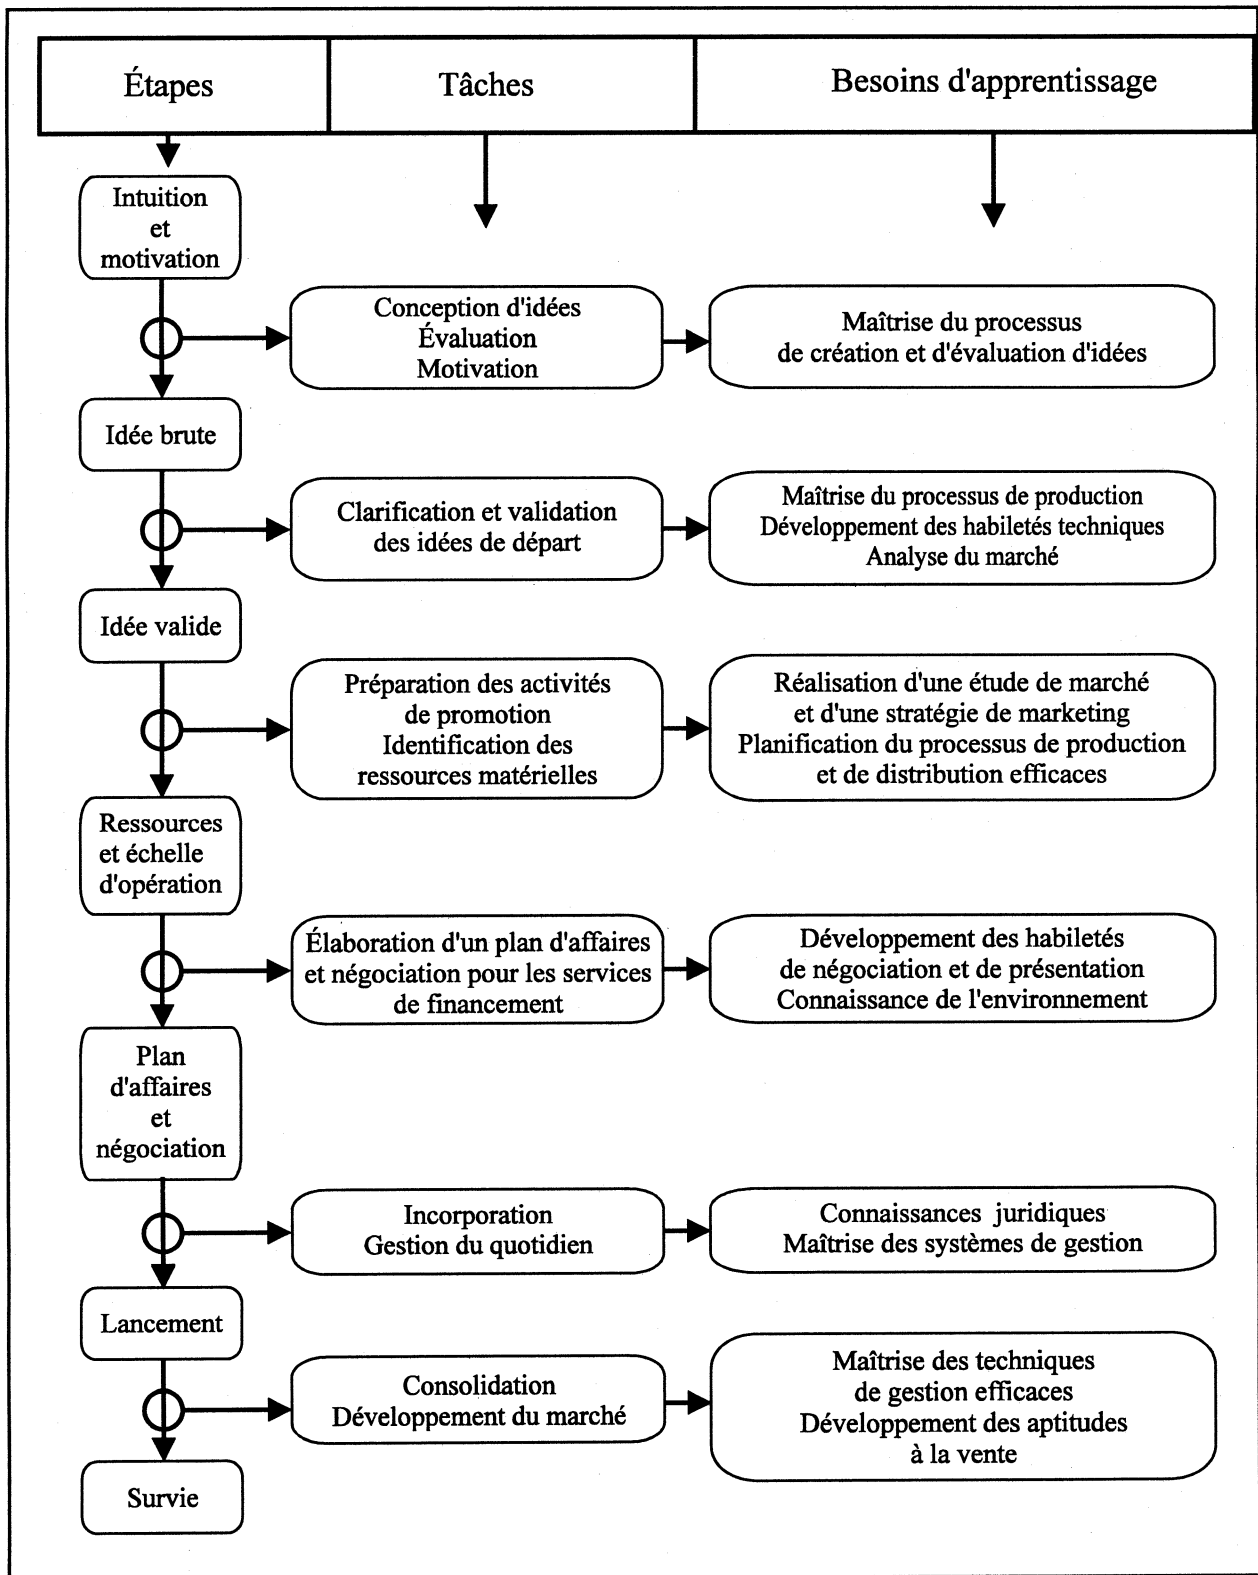 Étapes
Tâches
Besoins d'apprentissage
Intuition
et
motivation
Conception d'idées
Évaluation
Motivation
Maîtrise du processus
de création et d'évaluation d'idées
Idée brute
Clarification et validation
des idées de départ
Maîtrise du processus de production
Développement des habiletés techniques
Analyse du marché
Idée valide
Préparation des activités
de promotion
Identification des
ressources matérielles
Réalisation d'une étude de marché
et d'une stratégie de marketing
Planification du processus de production
et de distribution efficaces
Ressources
et échelle
d'opération
Élaboration d'un plan d'affaires
et négociation pour les services
de financement
Développement des habiletés
de négociation et de présentation
Connaissance de l'environnement
Plan
d'affaires
et
négociation
Incorporation
Gestion du quotidien
Connaissances juridiques
Maîtrise des systèmes de gestion
Lancement
Consolidation
Développement du marché
Maîtrise des techniques
de gestion efficaces
Développement des aptitudes
à la vente
Survie